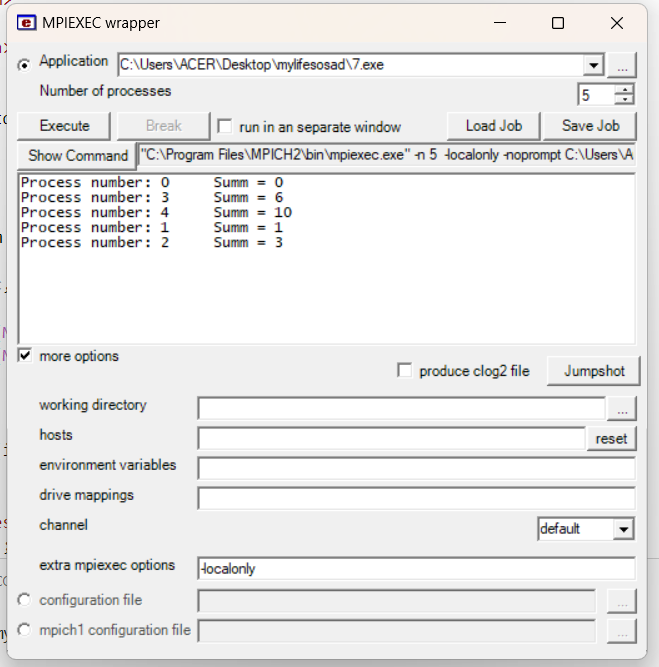 MPIEXEC wrapper
Application C:\Users\ACER\Desktop\mylifesosad\7.exe ...
Number of processes 5
Execute Break run in an separate window Load Job Save Job
Show Command "C:\Program Files\MPICH2\bin\mpiexec.exe" -n 5 -localonly -noprompt C:\Users\A
Process number: 0 Summ = 0
Process number: 3 Summ = 6
Process number: 4 Summ = 10
Process number: 1 Summ = 1
Process number: 2 Summ = 3
more options
produce clog2 file Jumpshot
working directory ...
hosts reset
environment variables
drive mappings
channel default
extra mpiexec options -localonly
configuration file ...
mpich1 configuration file ...